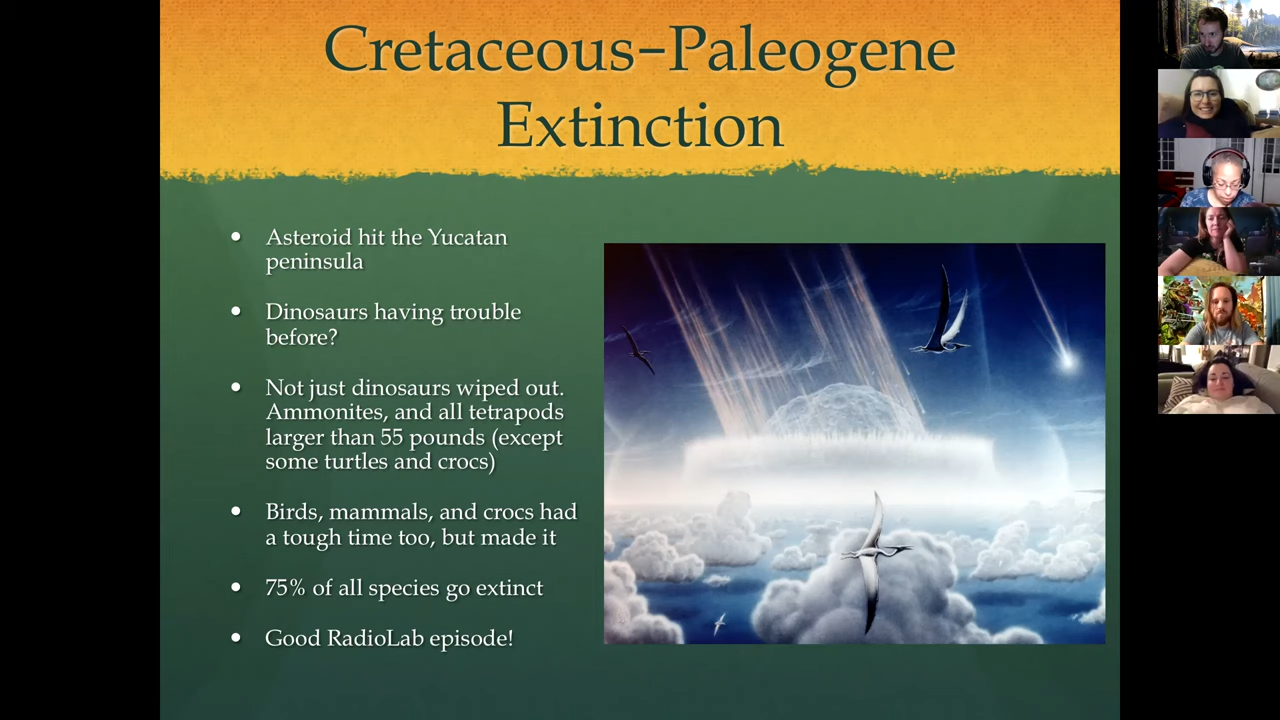 Cretaceous–Paleogene
Extinction
• Asteroid hit the Yucatan
peninsula
• Dinosaurs having trouble
before?
• Not just dinosaurs wiped out.
Ammonites, and all tetrapods
larger than 55 pounds (except
some turtles and crocs)
• Birds, mammals, and crocs had
a tough time too, but made it
• 75% of all species go extinct
• Good RadioLab episode!